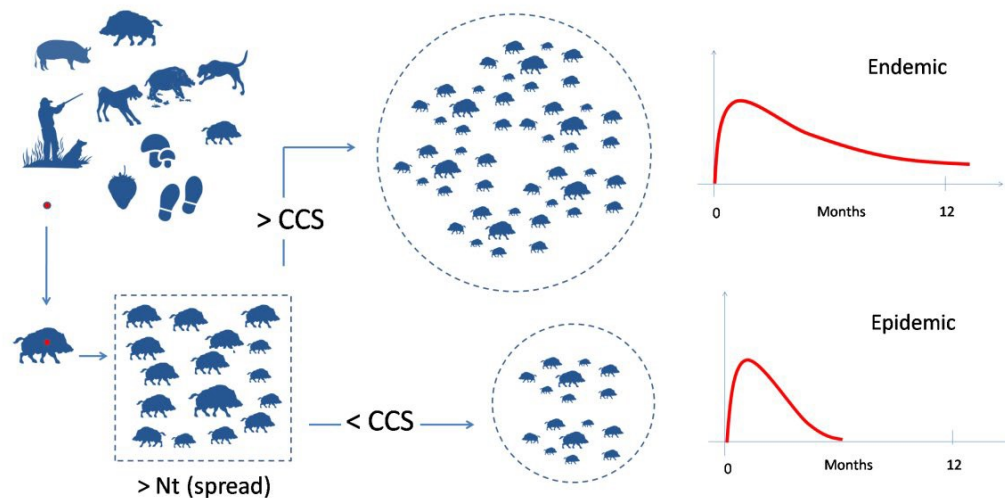 Endemic
> CCS
0
Months
12
Epidemic
< CCS
0
Months
12
> Nt (spread)